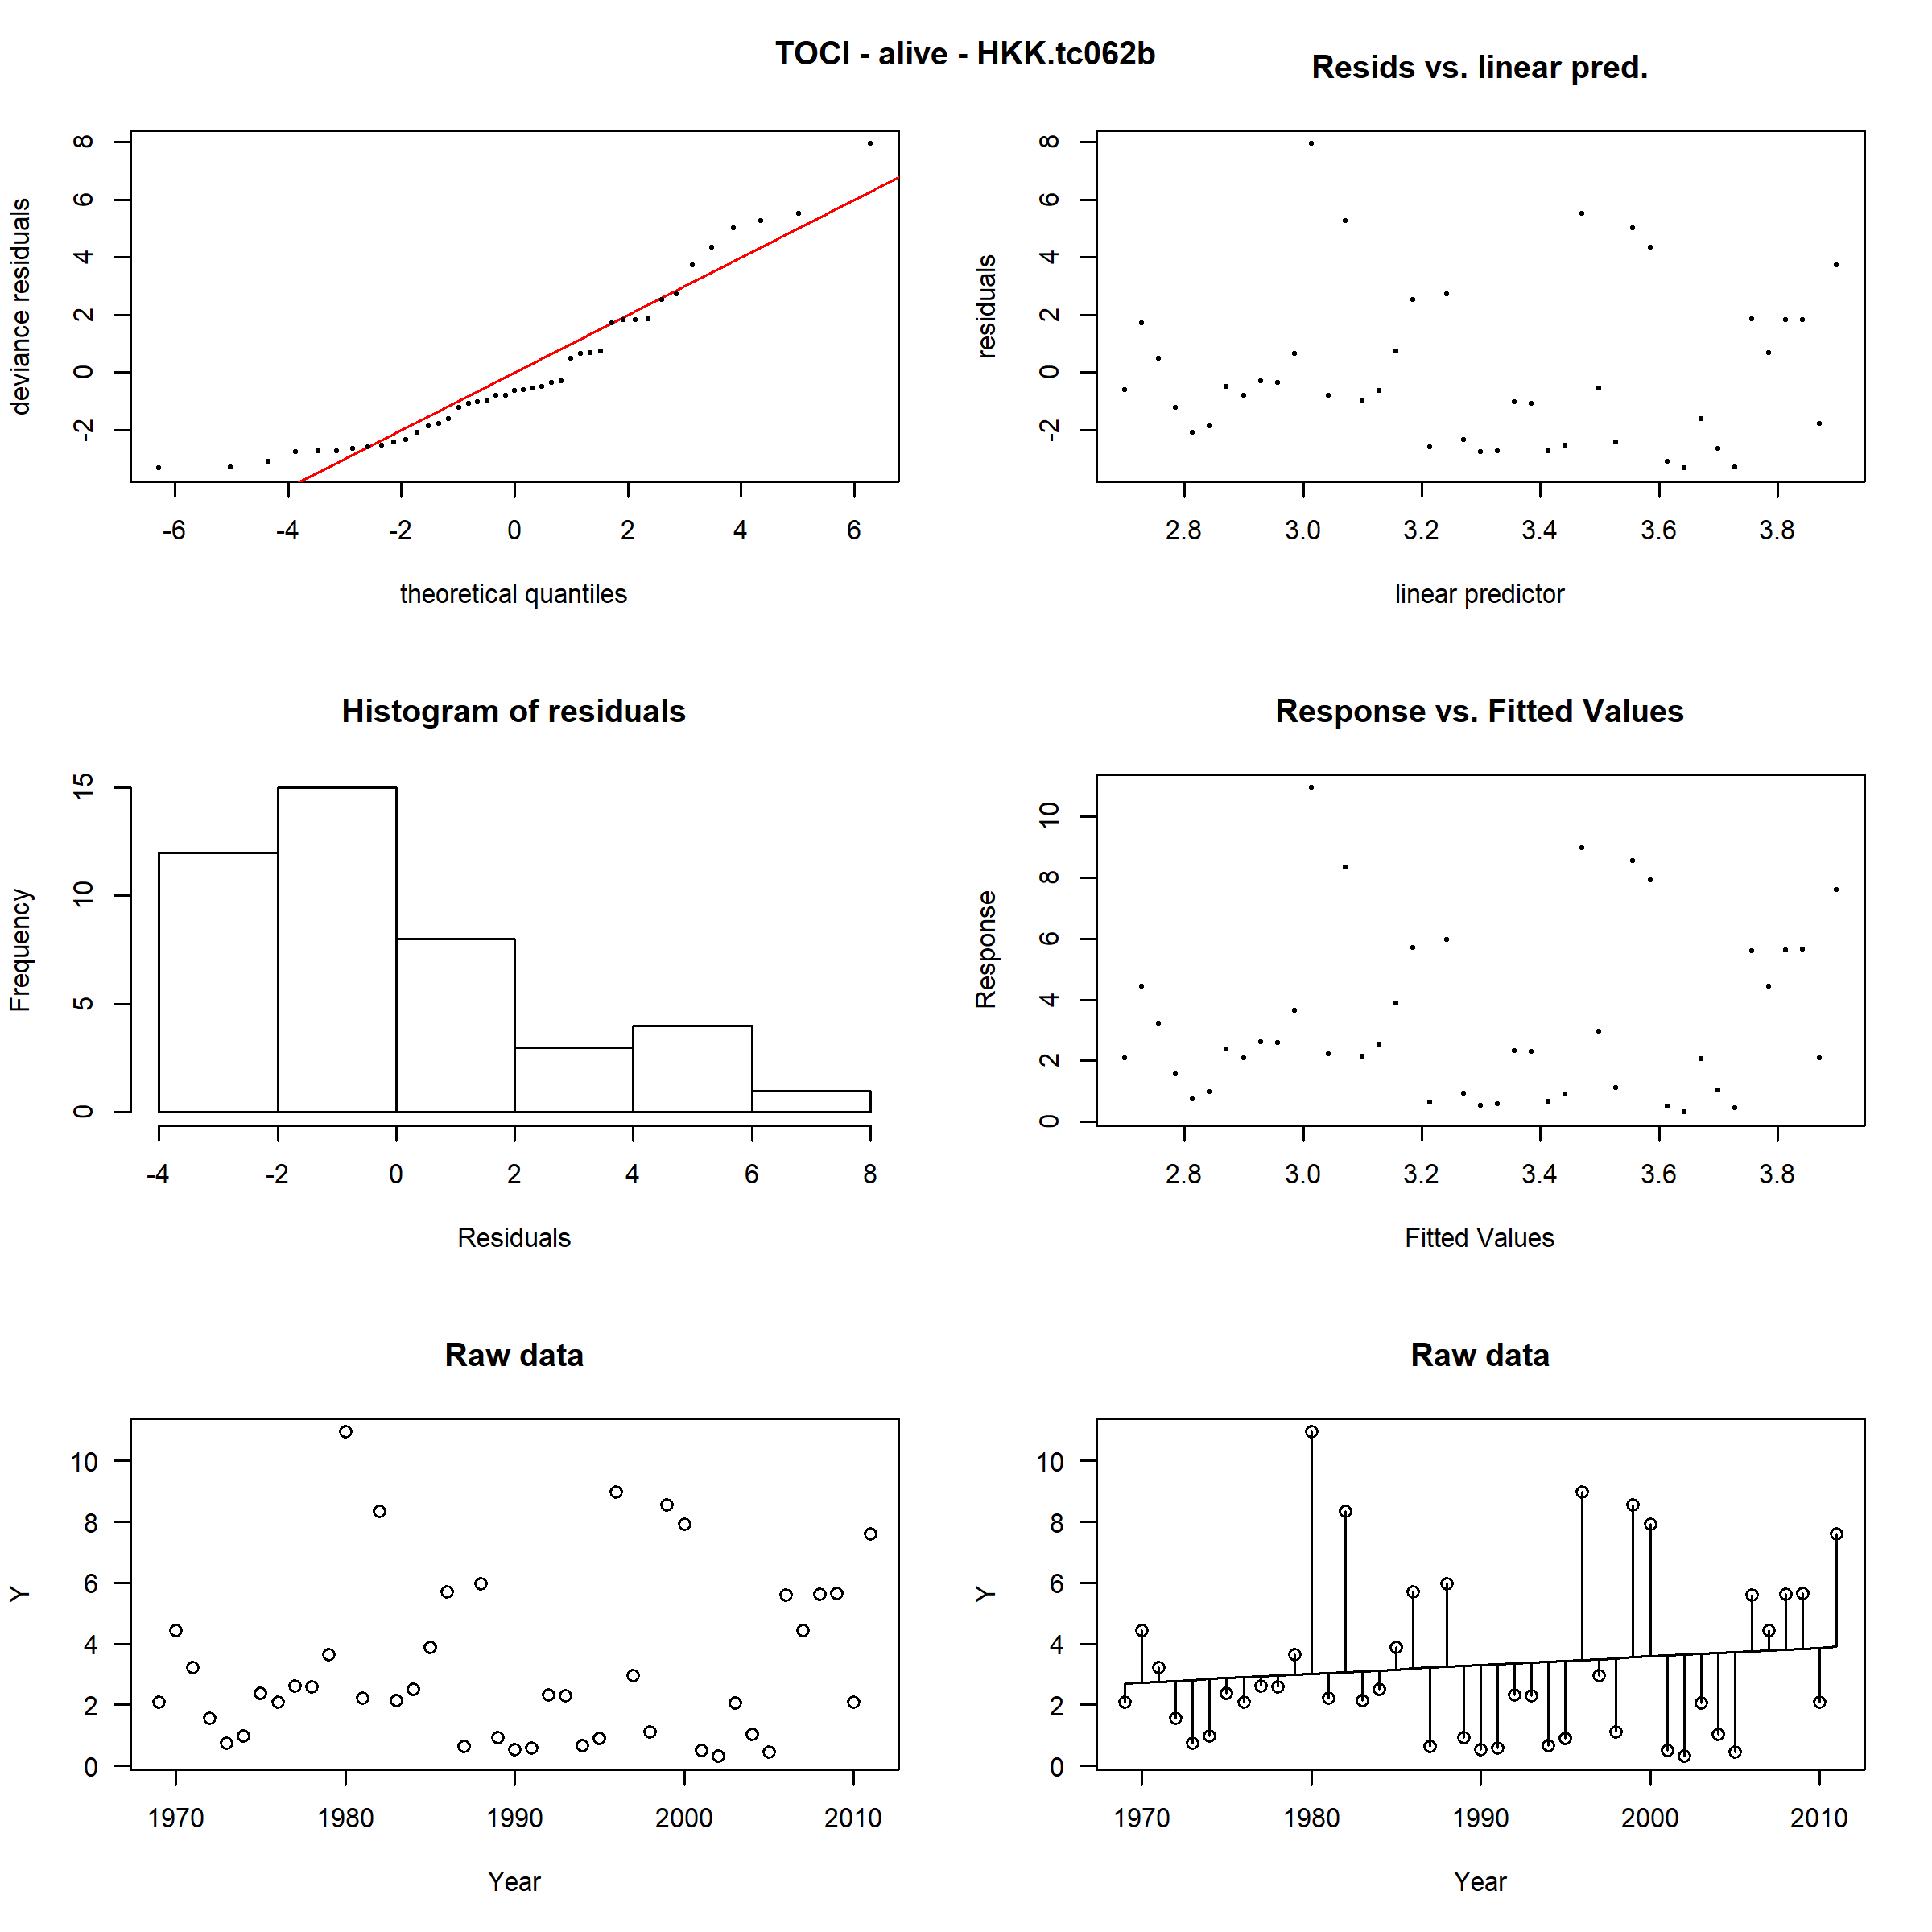 TOCI - alive - HKK.tc062b
Resids vs. linear pred.
deviance residuals
-2 0 2 4 6 8
-6 -4 -2 0 2 4 6
theoretical quantiles
residuals
-2 0 2 4 6 8
2.8 3.0 3.2 3.4 3.6 3.8
linear predictor
Histogram of residuals
Frequency
0 5 10 15
-4 -2 0 2 4 6 8
Residuals
Response vs. Fitted Values
Response
0 2 4 6 8 10
2.8 3.0 3.2 3.4 3.6 3.8
Fitted Values
Raw data
Y
10
8
6
4
2
0
1970 1980 1990 2000 2010
Year
Raw data
Y
10
8
6
4
2
0
1970 1980 1990 2000 2010
Year